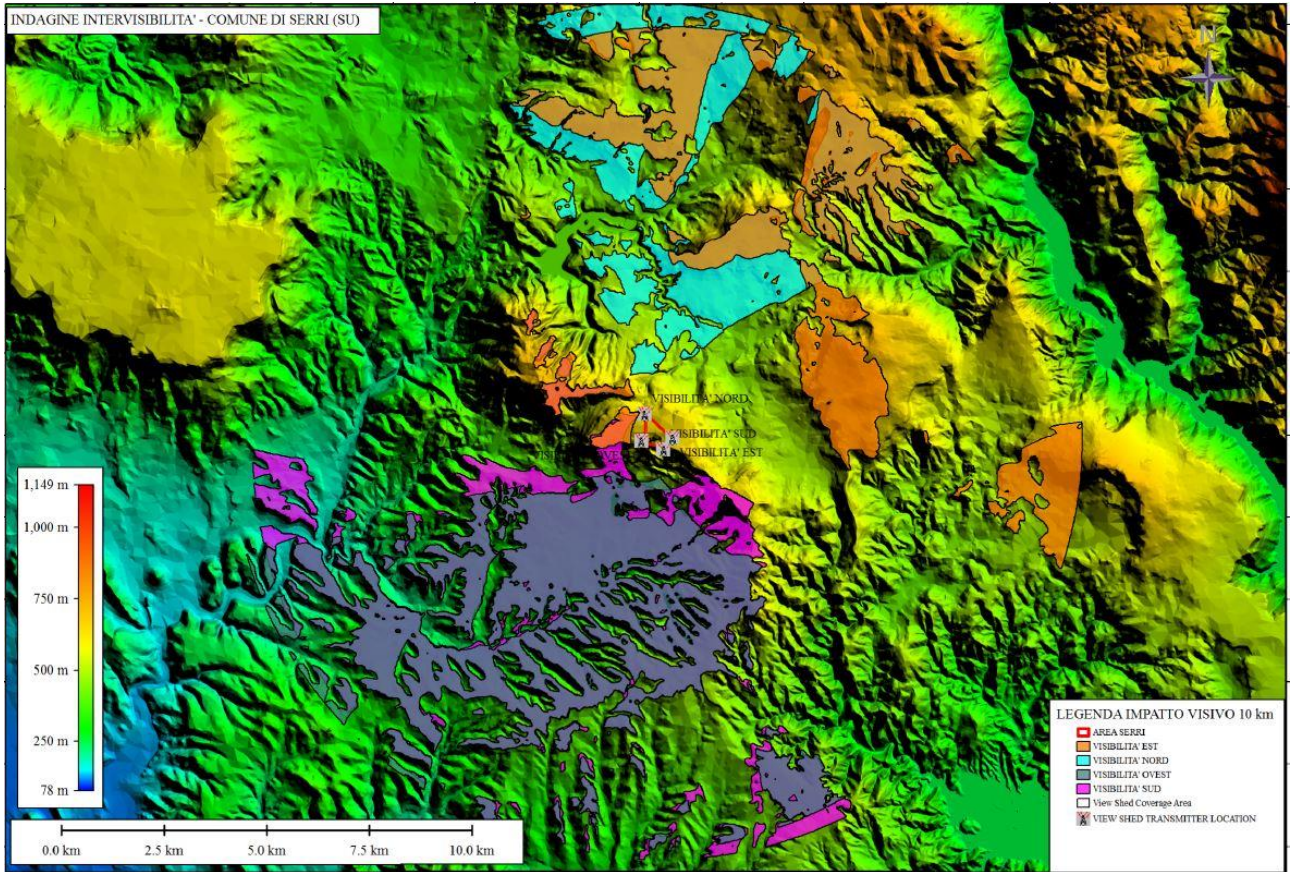 INDAGINE INTERVISIBILITA' - COMUNE DI SERRI (SU)
N
VISIBILITA' NORD
VISIBILITA' SUD
VISIBILITA' EST
1,149 m
1,000 m
750 m
500 m
250 m
78 m
0.0 km 2.5 km 5.0 km 7.5 km 10.0 km
LEGENDA IMPATTO VISIVO 10 km
AREA SERRI
VISIBILITA' EST
VISIBILITA' NORD
VISIBILITA' OVEST
VISIBILITA' SUD
View Shed Coverage Area
VIEW SHED TRANSMITTER LOCATION